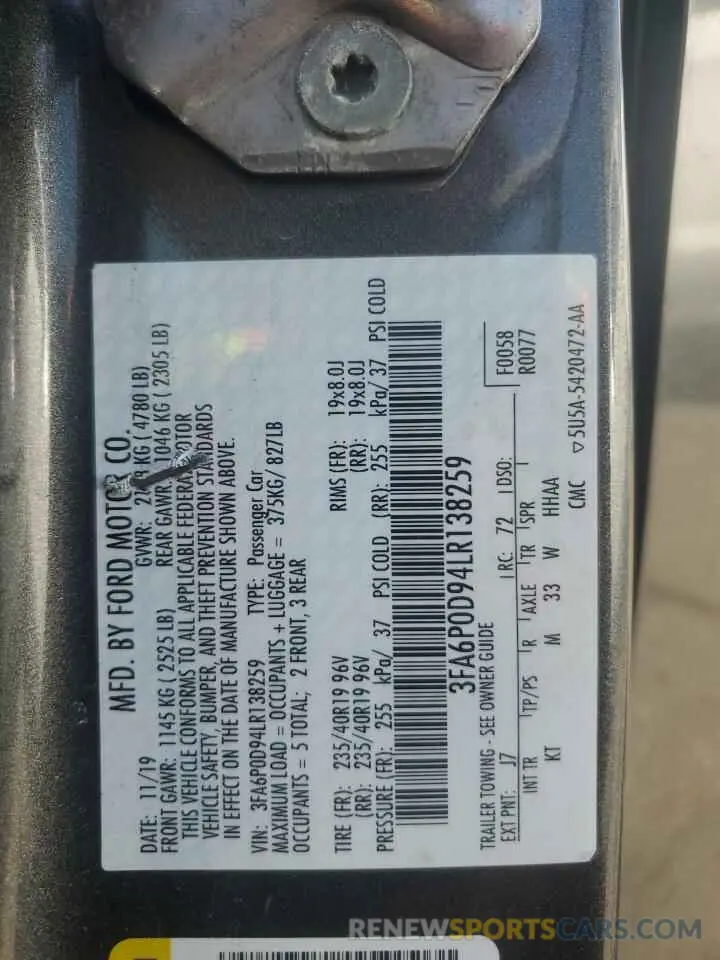 MFD. BY FORD MOTOR CO.
DATE: 11/19 GVWR: KG ( 4780 LB)
FRONT GAWR: 1145 KG ( 2525 LB) REAR GAWR: 1046 KG ( 2305 LB)
THIS VEHICLE CONFORMS TO ALL APPLICABLE FEDERAL MOTOR
VEHICLE SAFETY, BUMPER, AND THEFT PREVENTION STANDARDS
IN EFFECT ON THE DATE OF MANUFACTURE SHOWN ABOVE.
VIN: 3FA6P0D94LR138259 TYPE: Passenger Car
MAXIMUM LOAD = OCCUPANTS + LUGGAGE = 375KG/ 827LB
OCCUPANTS = 5 TOTAL; 2 FRONT, 3 REAR
TIRE (FR): 235/40R19 96V RIMS (FR): 19x8.0J
(RR): 235/40R19 96V (RR): 19x8.0J
PRESSURE (FR): 255 kPa/ 37 PSI COLD (RR): 255 kPa/ 37 PSI COLD
3FA6P0D94LR138259
TRAILER TOWING - SEE OWNER GUIDE F0058
EXT PNT: J7 RC: 72 DSO: R0077
INT TR TP/PS R AXLE TR SPR
KT M 33 W HHAA
CMC ▽5U5A-5420472-AA
RENEWSPORTSCARS.COM